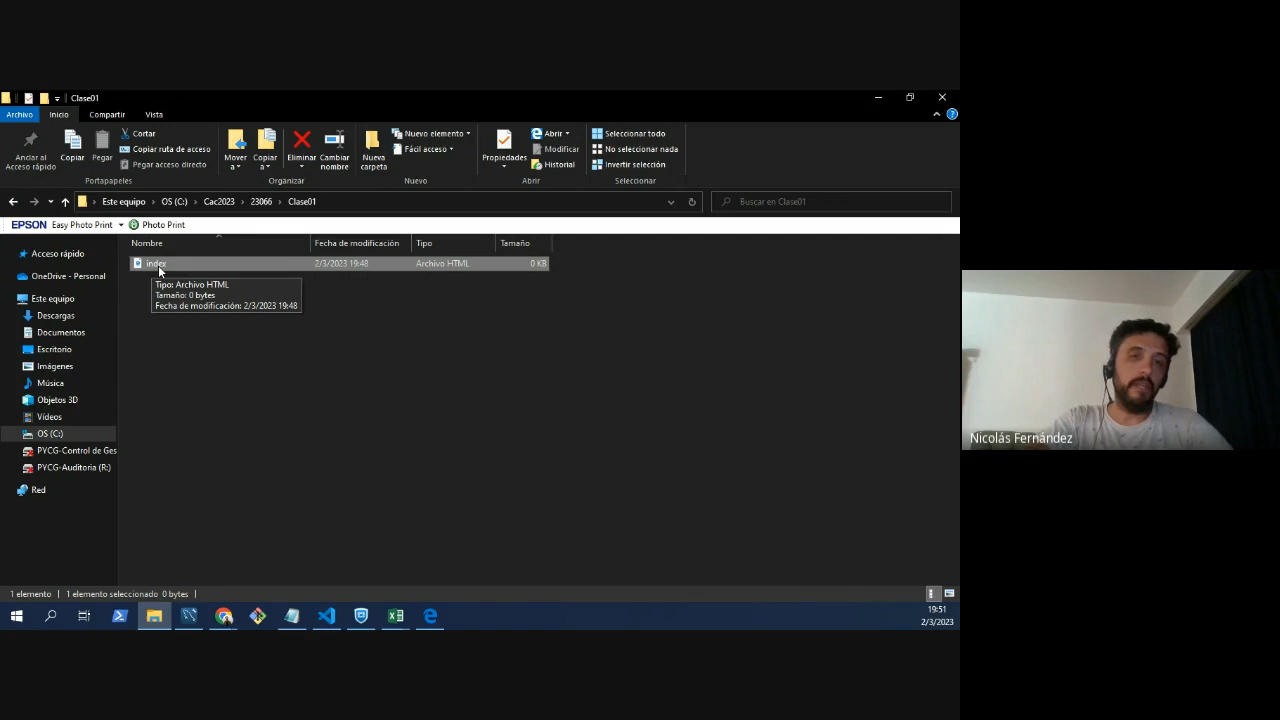 Clase01
Archivo Inicio Compartir Vista
Anclar al Acceso rápido
Copiar
Pegar
Cortar
Copiar ruta de acceso
Pegar acceso directo
Portapapeles
Mover a
Copiar a
Eliminar
Cambiar nombre
Organizar
Nueva carpeta
Nuevo elemento
Fácil acceso
Nuevo
Propiedades
Abrir
Modificar
Historial
Abrir
Seleccionar todo
No seleccionar nada
Invertir selección
Seleccionar
Este equipo OS (C:) Cac2023 23066 Clase01
Buscar en Clase01
EPSON Easy Photo Print Photo Print
Nombre Fecha de modificación Tipo Tamaño
index 2/3/2023 19:48 Archivo HTML 0 KB
Tipo: Archivo HTML
Tamaño: 0 bytes
Fecha de modificación: 2/3/2023 19:48
Acceso rápido
OneDrive - Personal
Este equipo
Descargas
Documentos
Escritorio
Imágenes
Música
Objetos 3D
Vídeos
OS (C:)
PYCG-Control de Ges
PYCG-Auditoria (R:)
Red
Nicolás Fernández
1 elemento 1 elemento seleccionado 0 bytes
19:51
2/3/2023